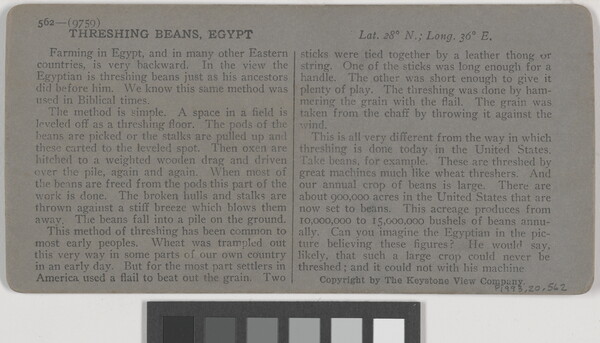 562—(9759)
THRESHING BEANS, EGYPT
Lat. 28° N.; Long. 36° E.
Farming in Egypt, and in many other Eastern
countries, is very backward. In the view the
Egyptian is threshing beans just as his ancestors
did before him. We know this same method was
used in Biblical times.
The method is simple. A space in a field is
leveled off as a threshing floor. The pods of the
beans are picked or the stalks are pulled up and
these carted to the leveled spot. Then oxen are
hitched to a weighted wooden drag and driven
over the pile, again and again. When most of
the beans are freed from the pods this part of the
work is done. The broken hulls and stalks are
thrown against a stiff breeze which blows them
away. The beans fall into a pile on the ground.
This method of threshing has been common to
most early peoples. Wheat was trampled out
this very way in some parts of our own country
in an early day. But for the most part settlers in
America used a flail to beat out the grain. Two
sticks were tied together by a leather thong or
string. One of the sticks was long enough for a
handle. The other was short enough to give it
plenty of play. The threshing was done by ham-
mering the grain with the flail. The grain was
taken from the chaff by throwing it against the
wind.
This is all very different from the way in which
threshing is done today in the United States.
Take beans, for example. These are threshed by
great machines much like wheat threshers. And
our annual crop of beans is large. There are
about 900,000 acres in the United States that are
now set to beans. This acreage produces from
10,000,000 to 15,000,000 bushels of beans annu-
ally. Can you imagine the Egyptian in the pic-
ture believing these figures? He would say,
likely, that such a large crop could never be
threshed; and it could not with his machine
Copyright by The Keystone View Company.
P1993.20.562